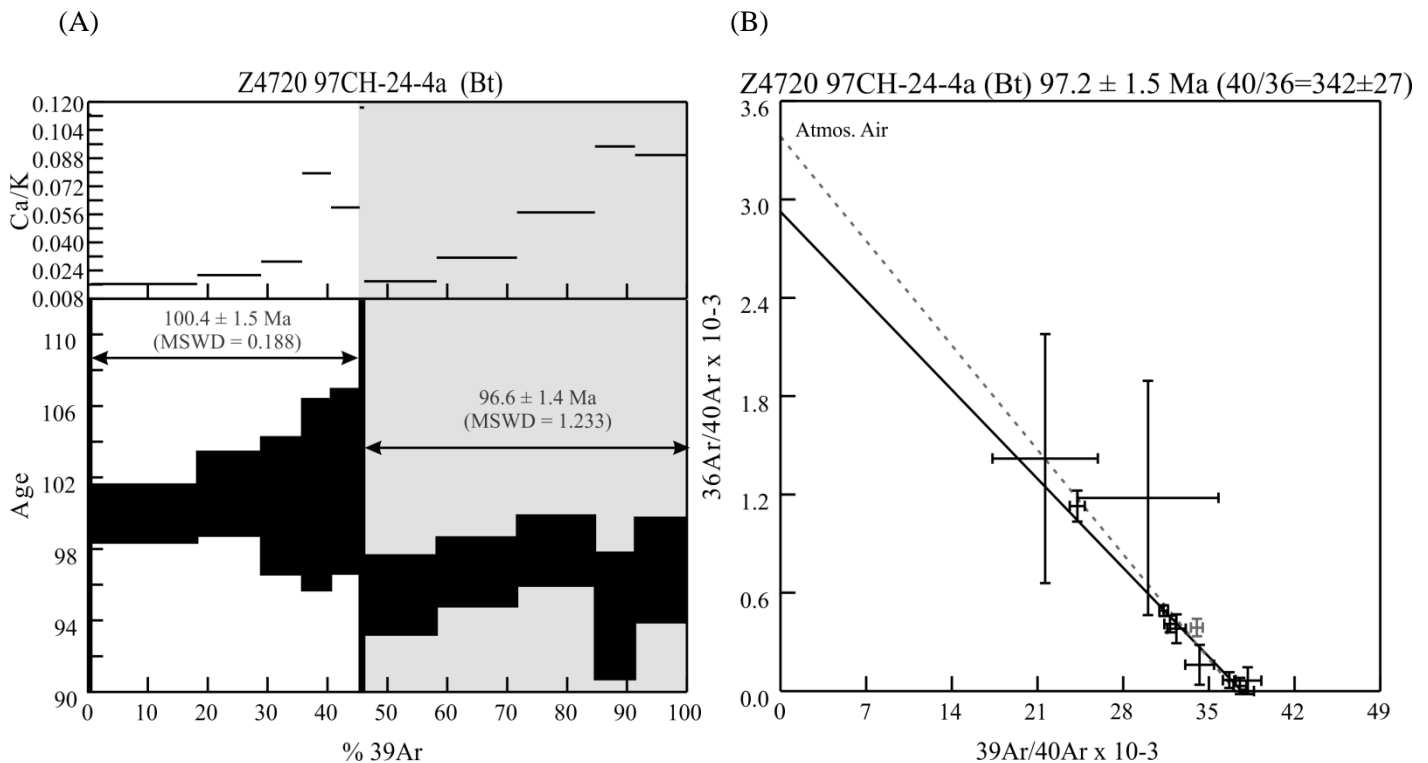 (A)
Z4720 97CH-24-4a (Bt)
Ca/K
0.120
0.104
0.088
0.072
0.056
0.040
0.024
0.008
Age
110
106
102
98
94
90
100.4 ± 1.5 Ma
(MSWD = 0.188)
96.6 ± 1.4 Ma
(MSWD = 1.233)
0 10 20 30 40 50 60 70 80 90 100
% 39Ar
(B)
Z4720 97CH-24-4a (Bt) 97.2 ± 1.5 Ma (40/36=342±27)
36Ar/40Ar x 10-3
3.6
3.0
2.4
1.8
1.2
0.6
0.0
Atmos. Air
0 7 14 21 28 35 42 49
39Ar/40Ar x 10-3